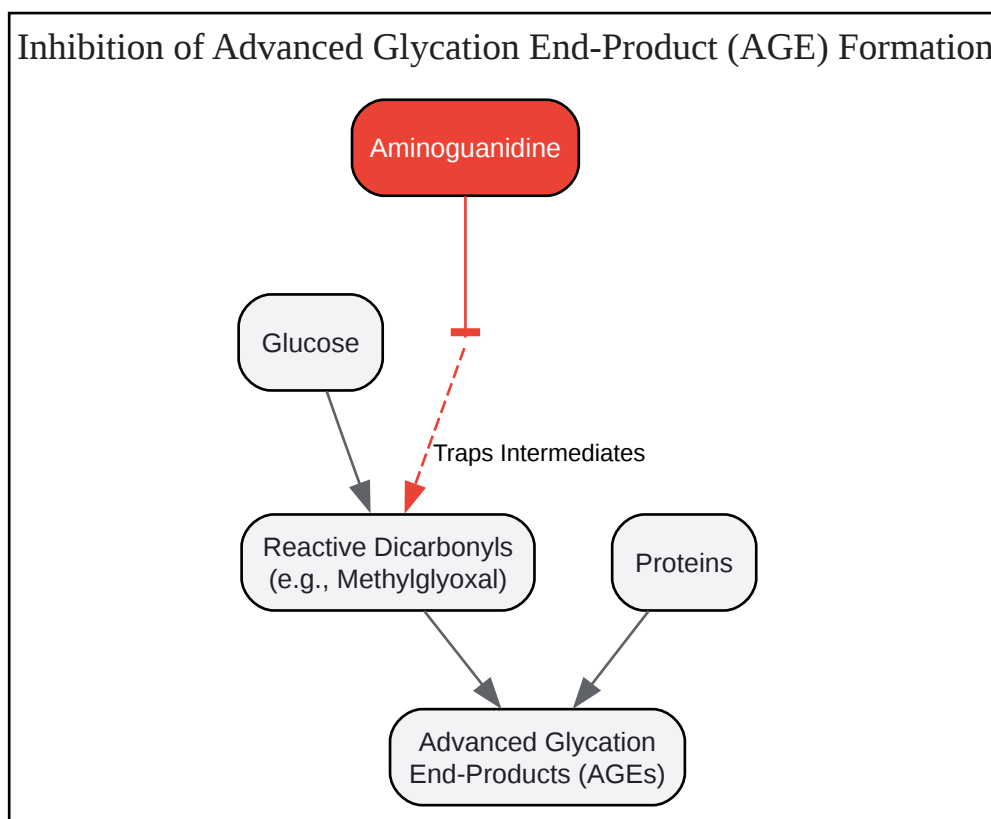 Inhibition of Advanced Glycation End-Product (AGE) Formation
Aminoguanidine
Glucose
Traps Intermediates
Reactive Dicarbonyls
(e.g., Methylglyoxal)
Proteins
Advanced Glycation
End-Products (AGEs)